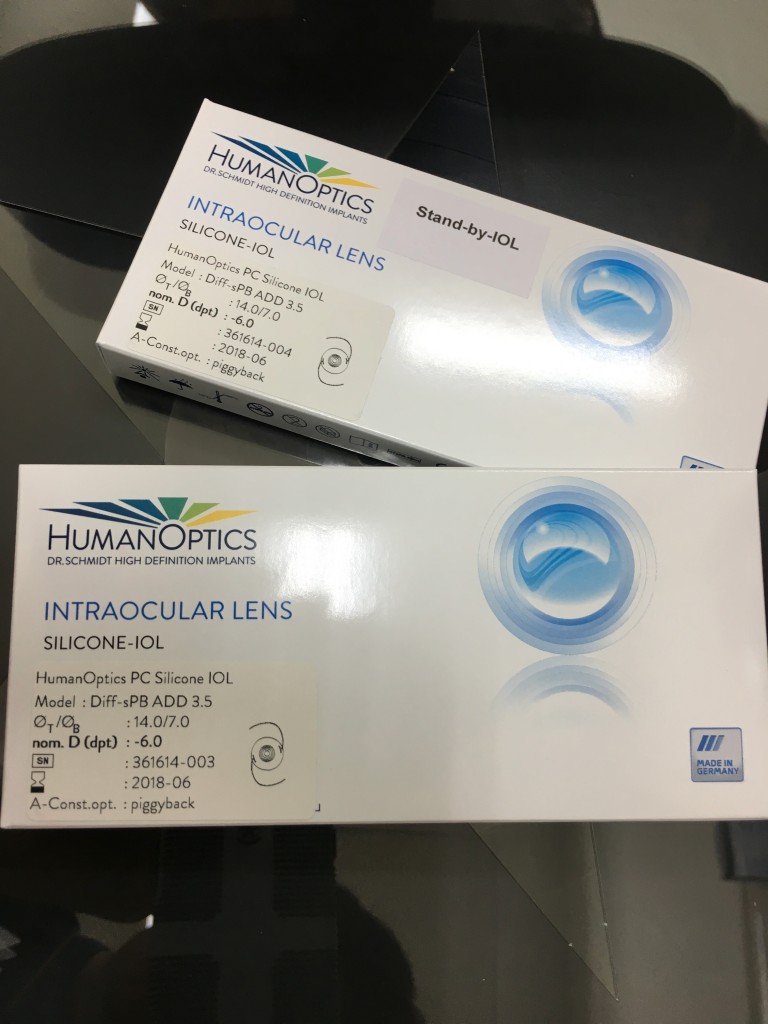 HUMANOPTICS
DR.SCHMIDT HIGH DEFINITION IMPLANTS
Stand-by-IOL
INTRAOCULAR LENS
SILICONE-IOL
HumanOptics PC Silicone IOL
Model : Diff-sPB ADD 3.5
Ø_T/Ø_B : 14.0/7.0
nom. D (dpt) : -6.0
SN : 361614-004
: 2018-06
A-Const.opt. : piggyback
HUMANOPTICS
DR.SCHMIDT HIGH DEFINITION IMPLANTS
INTRAOCULAR LENS
SILICONE-IOL
HumanOptics PC Silicone IOL
Model : Diff-sPB ADD 3.5
Ø_T/Ø_B : 14.0/7.0
nom. D (dpt) : -6.0
SN : 361614-003
: 2018-06
A-Const.opt. : piggyback
MADE IN
GERMANY